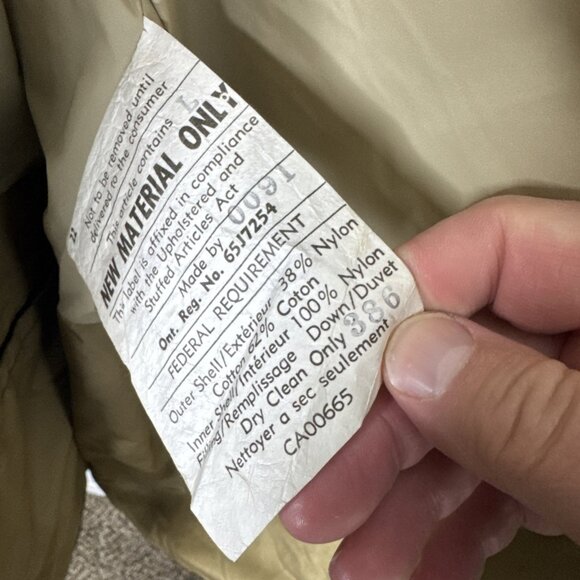 Not to be removed until
delivered to the consumer
This article contains
NEW MATERIAL ONLY
The label is affixed in compliance
with the Upholstered and
Stuffed Articles Act
Made by 0091
Ont. Reg. No. 65J7254
FEDERAL REQUIREMENT
Outer Shell/Extérieur 38% Nylon
Cotton 62% Coton
Inner Shell/Intérieur 100% Nylon
Filling/Remplissage Down/Duvet
Dry Clean Only 386
Nettoyer a sec seulement
CA00665